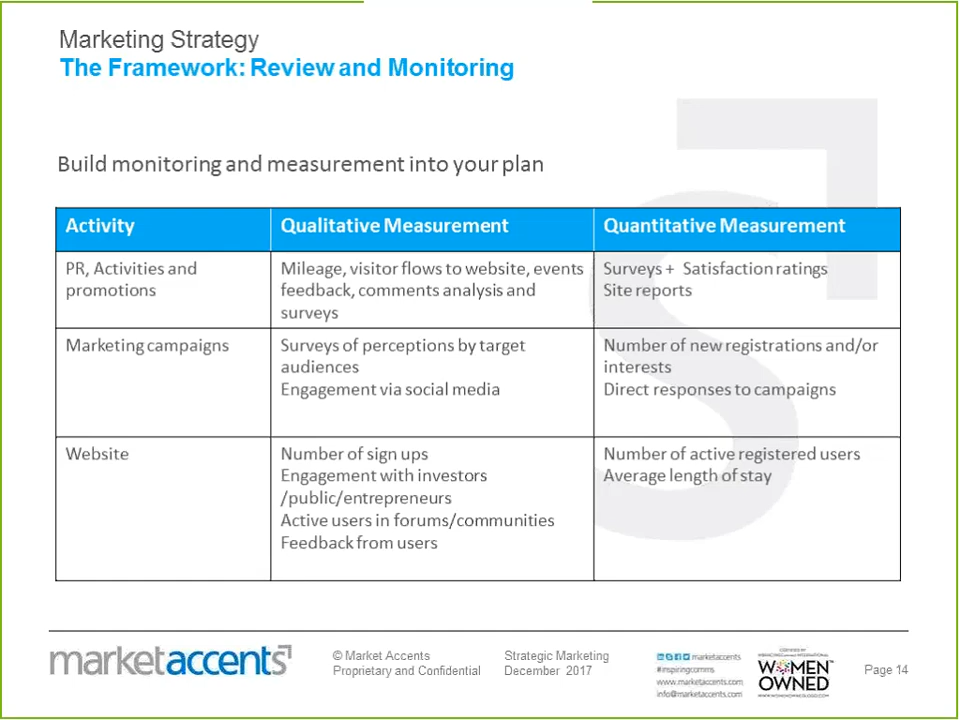 Marketing Strategy
The Framework: Review and Monitoring
Build monitoring and measurement into your plan
Activity
Qualitative Measurement
Quantitative Measurement
PR, Activities and
promotions
Mileage, visitor flows to website, events
feedback, comments analysis and
surveys
Surveys + Satisfaction ratings
Site reports
Marketing campaigns
Surveys of perceptions by target
audiences
Engagement via social media
Number of new registrations and/or
interests
Direct responses to campaigns
Website
Number of sign ups
Engagement with investors
/public/entrepreneurs
Active users in forums/communities
Feedback from users
Number of active registered users
Average length of stay
marketaccents
© Market Accents
Proprietary and Confidential
Strategic Marketing
December 2017
marketaccents
#inspiringcomms
www.marketaccents.com
info@marketaccents.com
WOMEN
OWNED
Page 14